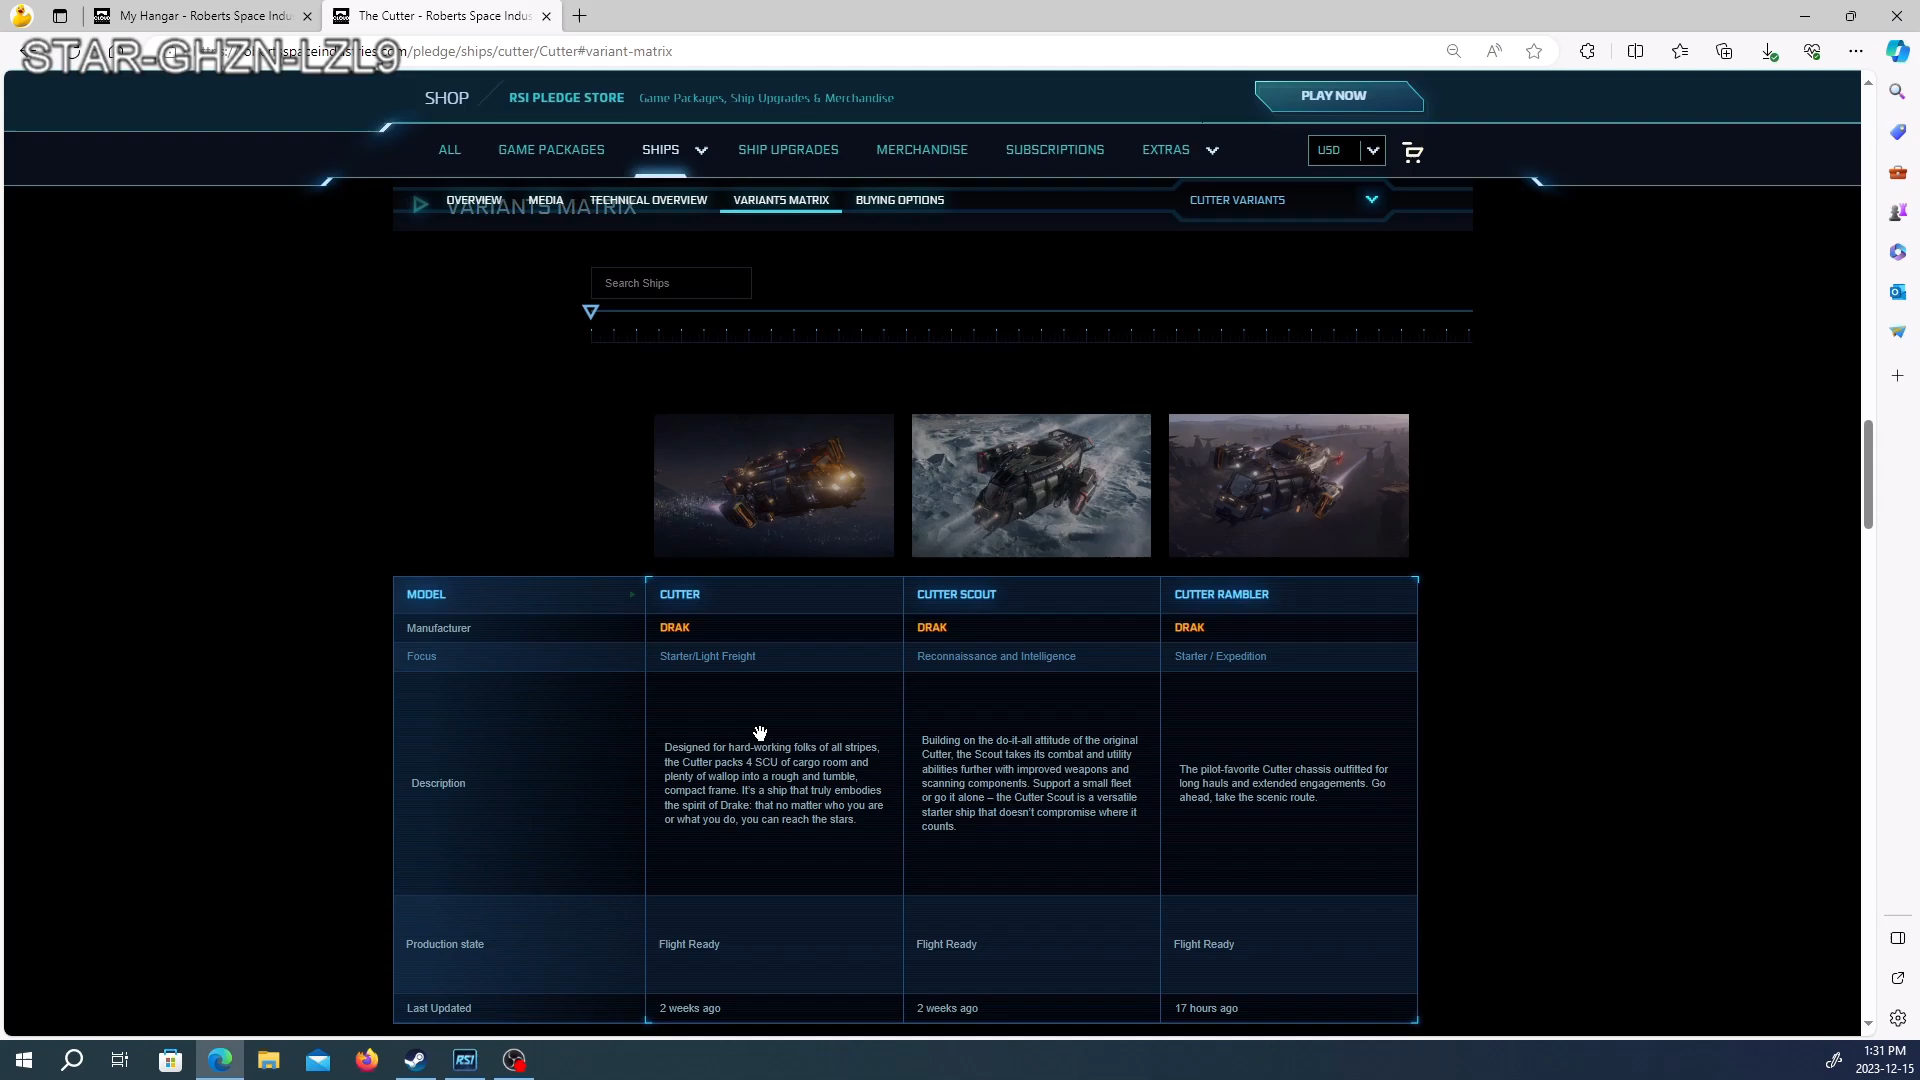 My Hangar - Roberts Space Indu
The Cutter - Roberts Space Indus
STAR-GHZN-LZL9
spaceindustries.com/pledge/ships/cutter/Cutter#variant-matrix
SHOP
RSI PLEDGE STORE
Game Packages, Ship Upgrades & Merchandise
PLAY NOW
ALL
GAME PACKAGES
SHIPS
SHIP UPGRADES
MERCHANDISE
SUBSCRIPTIONS
EXTRAS
USD
OVERVIEW
MEDIA
TECHNICAL OVERVIEW
VARIANTS MATRIX
BUYING OPTIONS
CUTTER VARIANTS
VARIANTS MATRIX
Search Ships
MODEL
CUTTER
CUTTER SCOUT
CUTTER RAMBLER
Manufacturer
DRAK
DRAK
DRAK
Focus
Starter/Light Freight
Reconnaissance and Intelligence
Starter / Expedition
Description
Designed for hard-working folks of all stripes,
the Cutter packs 4 SCU of cargo room and
plenty of wallop into a rough and tumble,
compact frame. It's a ship that truly embodies
the spirit of Drake: that no matter who you are
or what you do, you can reach the stars.
Building on the do-it-all attitude of the original
Cutter, the Scout takes its combat and utility
abilities further with improved weapons and
scanning components. Support a small fleet
or go it alone – the Cutter Scout is a versatile
starter ship that doesn't compromise where it
counts.
The pilot-favorite Cutter chassis outfitted for
long hauls and extended engagements. Go
ahead, take the scenic route.
Production state
Flight Ready
Flight Ready
Flight Ready
Last Updated
2 weeks ago
2 weeks ago
17 hours ago
RSI
1:31 PM
2023-12-15